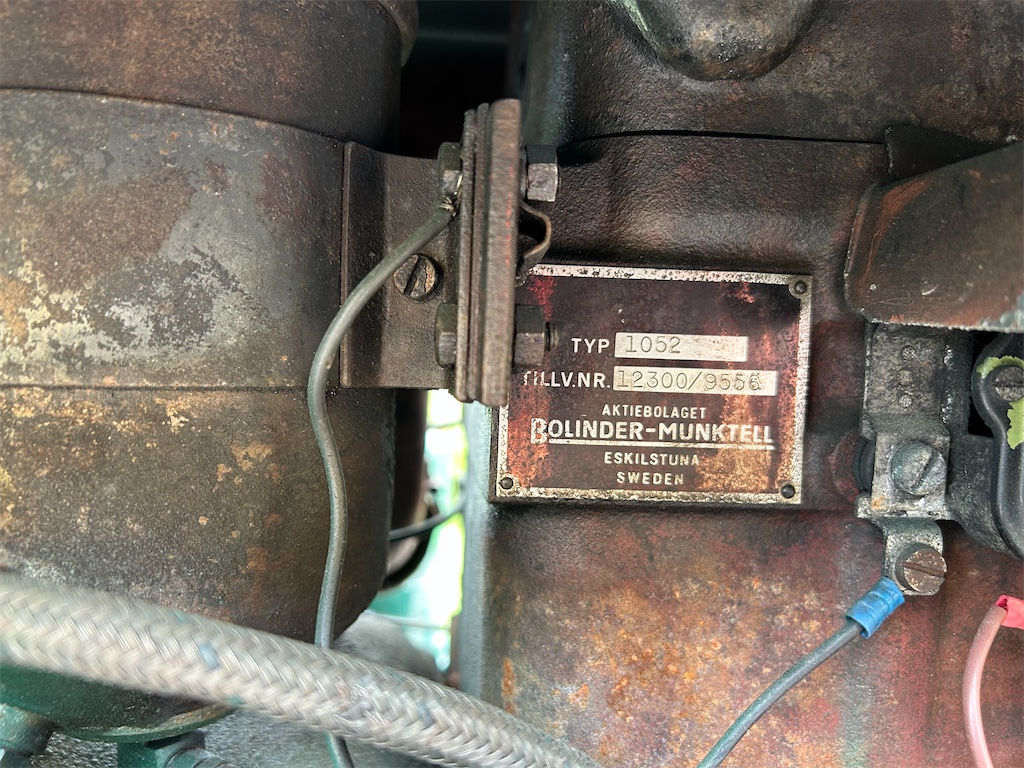 TYP 1052
TILLV.NR. 12300/9556
AKTIEBOLAGET
BOLINDER-MUNKTELL
ESKILSTUNA
SWEDEN